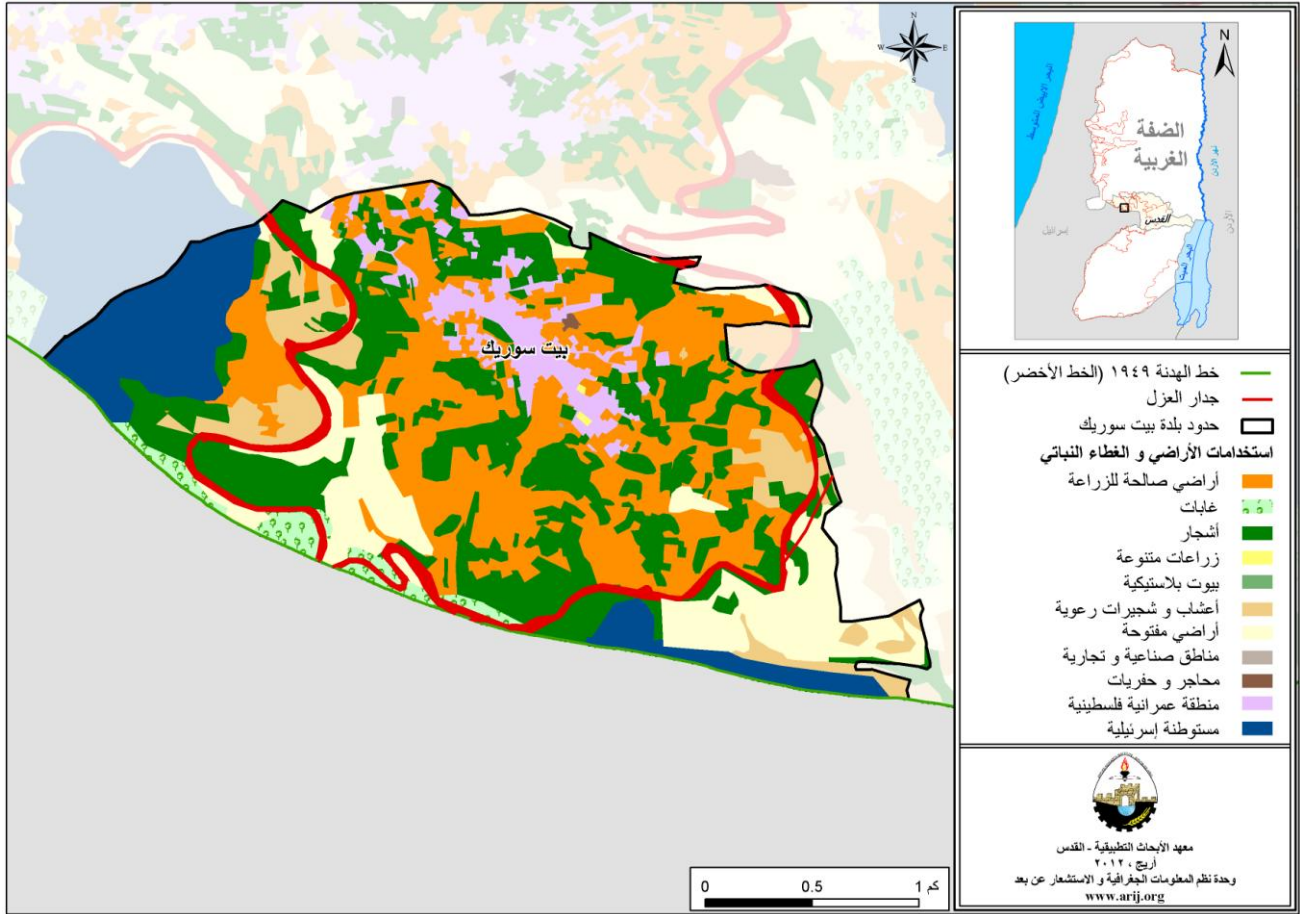 N
W
E
S
بيت سوريك
0
0.5
1 كم
N
البحر الأبيض المتوسط
الضفة
الغربية
نهر الأردن
القدس
إسرائيل
الأردن
البحر الميت
خط الهدنة ١٩٤٩ (الخط الأخضر)
جدار العزل
حدود بلدة بيت سوريك
استخدامات الأراضي و الغطاء النباتي
أراضي صالحة للزراعة
غابات
أشجار
زراعات متنوعة
بيوت بلاستيكية
أعشاب و شجيرات رعوية
أراضي مفتوحة
مناطق صناعية و تجارية
محاجر و حفريات
منطقة عمرانية فلسطينية
مستوطنة إسرئيلية
معهد الأبحاث التطبيقية - القدس
أريج ، ٢٠١٢
وحدة نظم المعلومات الجغرافية و الاستشعار عن بعد
www.arij.org